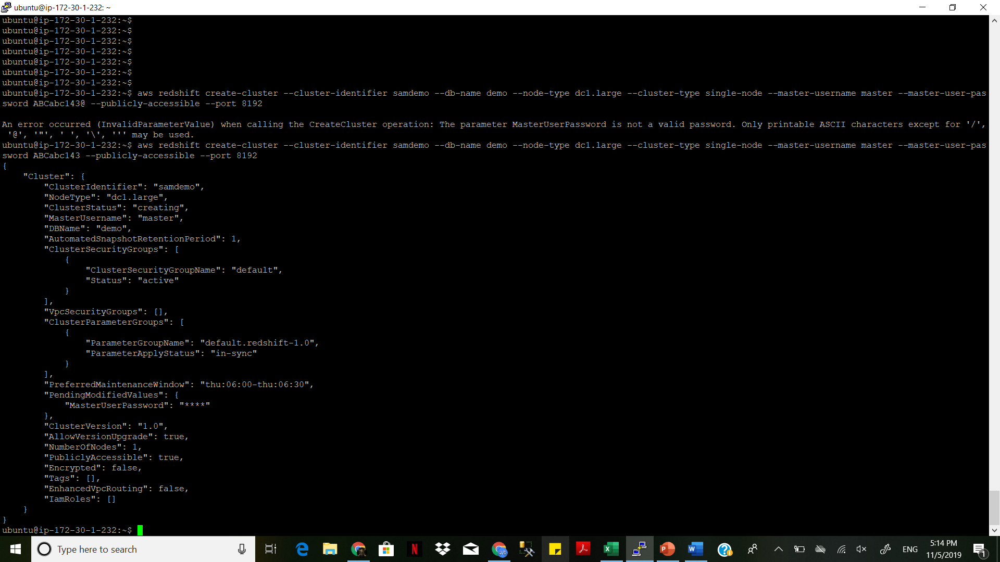 ubuntu@ip-172-30-1-232: ~
ubuntu@ip-172-30-1-232:~$
ubuntu@ip-172-30-1-232:~$
ubuntu@ip-172-30-1-232:~$
ubuntu@ip-172-30-1-232:~$
ubuntu@ip-172-30-1-232:~$
ubuntu@ip-172-30-1-232:~$
ubuntu@ip-172-30-1-232:~$
ubuntu@ip-172-30-1-232:~$ aws redshift create-cluster --cluster-identifier samdemo --db-name demo --node-type dc1.large --cluster-type single-node --master-username master --master-user-pas
sword ABCabc143@ --publicly-accessible --port 8192
An error occurred (InvalidParameterValue) when calling the CreateCluster operation: The parameter MasterUserPassword is not a valid password. Only printable ASCII characters except for '/',
 '@', '"', ' ', '\', ''' may be used.
ubuntu@ip-172-30-1-232:~$ aws redshift create-cluster --cluster-identifier samdemo --db-name demo --node-type dc1.large --cluster-type single-node --master-username master --master-user-pas
sword ABCabc143 --publicly-accessible --port 8192
{
    "Cluster": {
        "ClusterIdentifier": "samdemo",
        "NodeType": "dc1.large",
        "ClusterStatus": "creating",
        "MasterUsername": "master",
        "DBName": "demo",
        "AutomatedSnapshotRetentionPeriod": 1,
        "ClusterSecurityGroups": [
            {
                "ClusterSecurityGroupName": "default",
                "Status": "active"
            }
        ],
        "VpcSecurityGroups": [],
        "ClusterParameterGroups": [
            {
                "ParameterGroupName": "default.redshift-1.0",
                "ParameterApplyStatus": "in-sync"
            }
        ],
        "PreferredMaintenanceWindow": "thu:06:00-thu:06:30",
        "PendingModifiedValues": {
            "MasterUserPassword": "****"
        },
        "ClusterVersion": "1.0",
        "AllowVersionUpgrade": true,
        "NumberOfNodes": 1,
        "PubliclyAccessible": true,
        "Encrypted": false,
        "Tags": [],
        "EnhancedVpcRouting": false,
        "IamRoles": []
    }
}
ubuntu@ip-172-30-1-232:~$
Type here to search
ENG
5:14 PM
11/5/2019
1